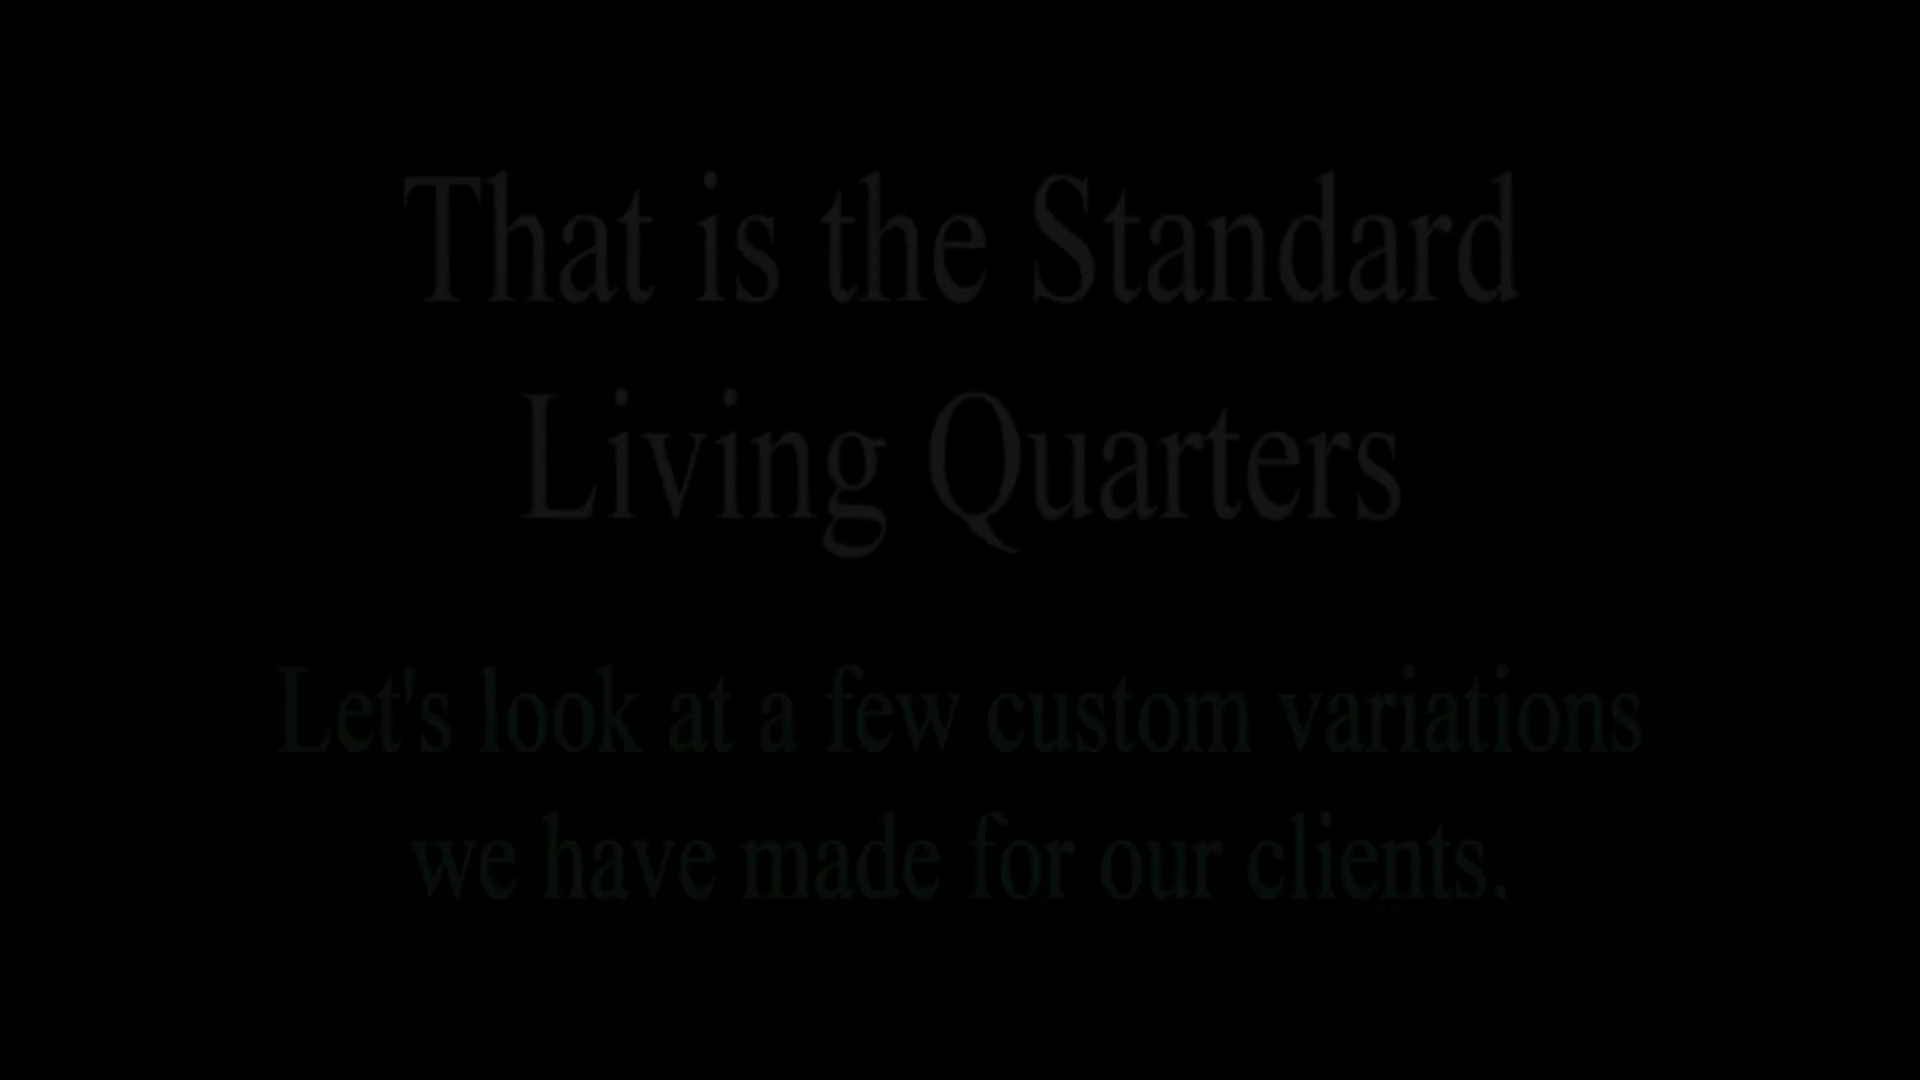 That is the Standard
Living Quarters
Let's look at a few custom variations
we have made for our clients.